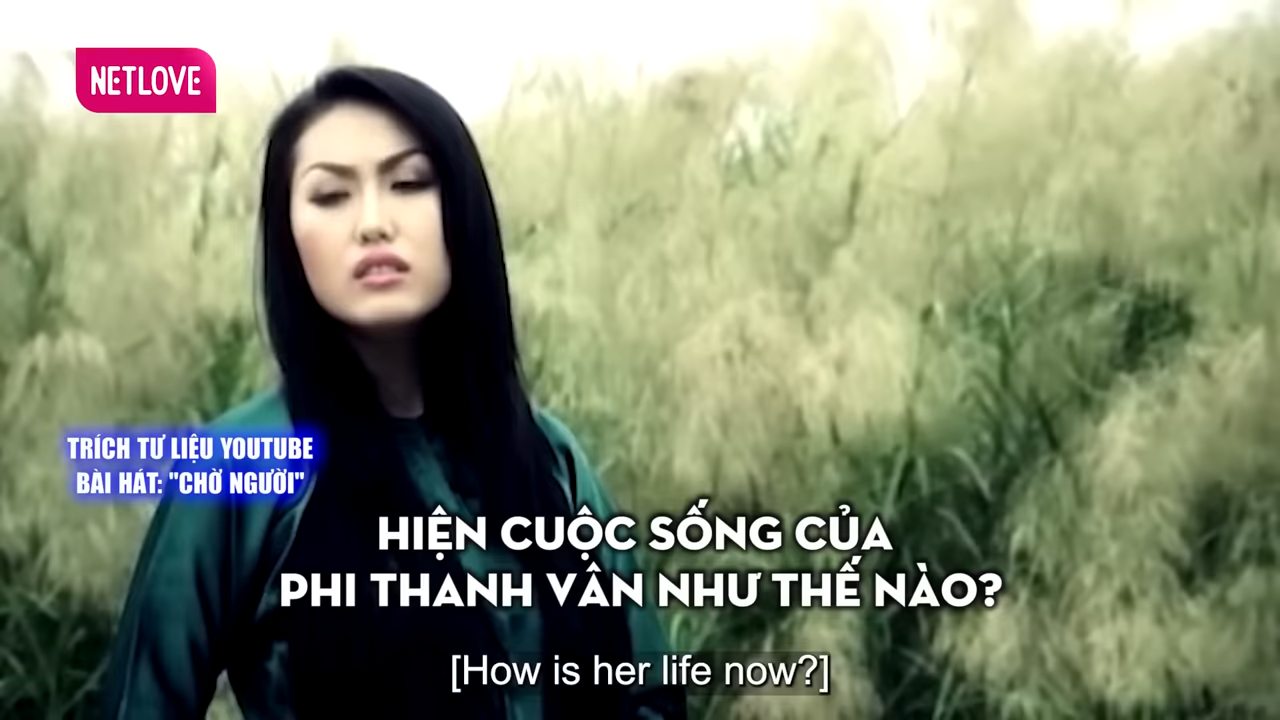 NETLOVE
TRÍCH TƯ LIỆU YOUTUBE
BÀI HÁT: "CHỜ NGƯỜI"
HIỆN CUỘC SỐNG CỦA
PHI THANH VÂN NHƯ THẾ NÀO?
[How is her life now?]